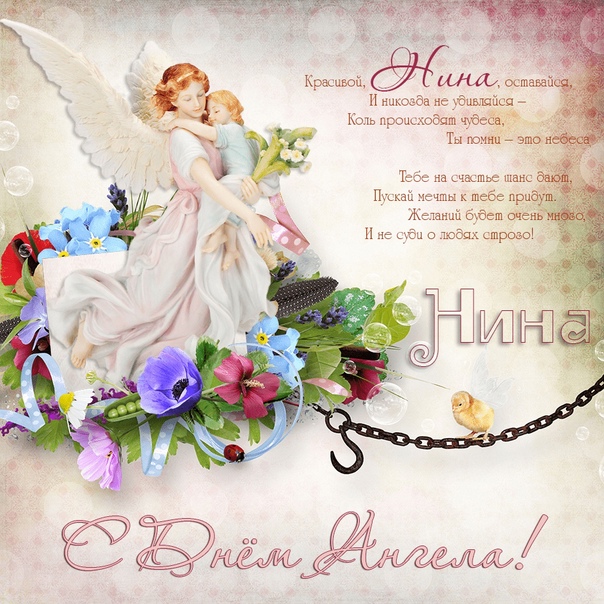 Красивой, Нина, оставайся,
И никогда не удивляйся –
Коль происходят чудеса,
Ты помни – это небеса
Тебе на счастье шанс дают,
Пускай мечты к тебе придут.
Желаний будет очень много,
И не суди о людях строго!
Нина
С Днём Ангела!